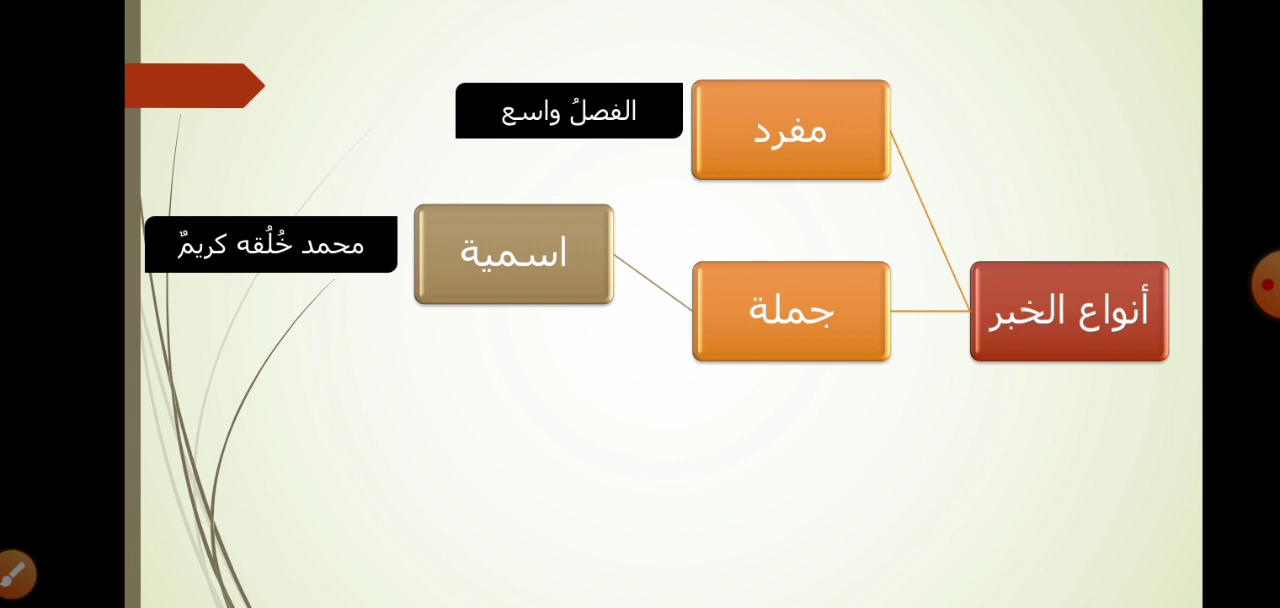 أنواع الخبر
مفرد
الفصلُ واسع
جملة
اسمية
محمد خُلُقه كريمٌ